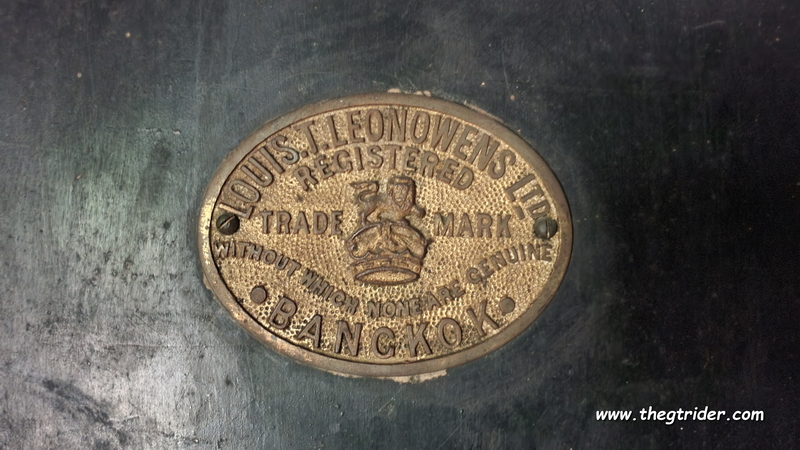 LOUIS.T.LEONOWENS LTD
REGISTERED
TRADE MARK
WITHOUT WHICH NONE ARE GENUINE
• BANGKOK •
www.thegtrider.com